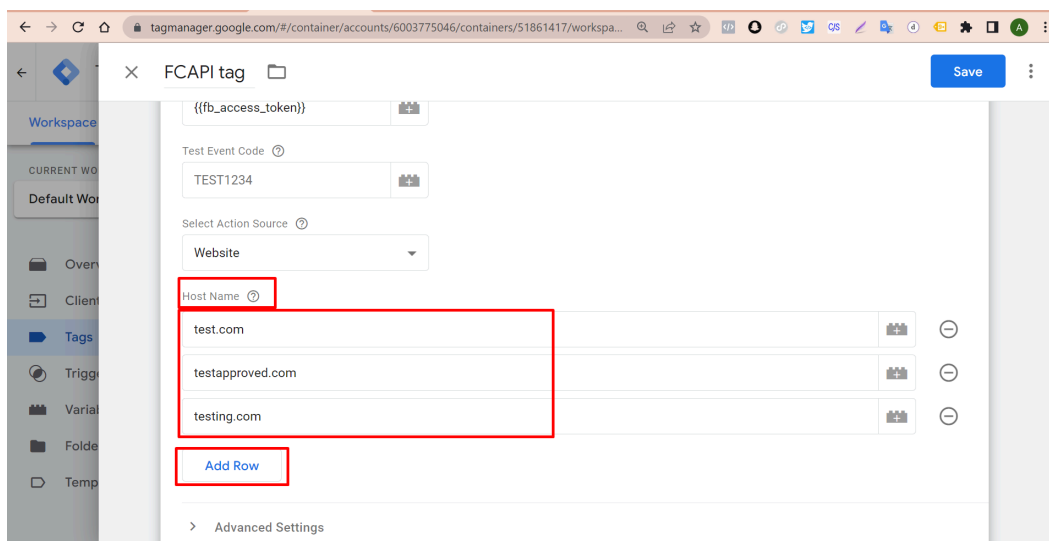 tagmanager.google.com/#/container/accounts/6003775046/containers/51861417/workspa...
C/S
d
A
FCAPI tag
Save
Workspace
{{fb_access_token}}
Test Event Code
TEST1234
CURRENT WO
Default Wor
Select Action Source
Website
Overv
Host Name
Client
test.com
Tags
testapproved.com
Trigge
testing.com
Varial
Folde
Add Row
Temp
Advanced Settings